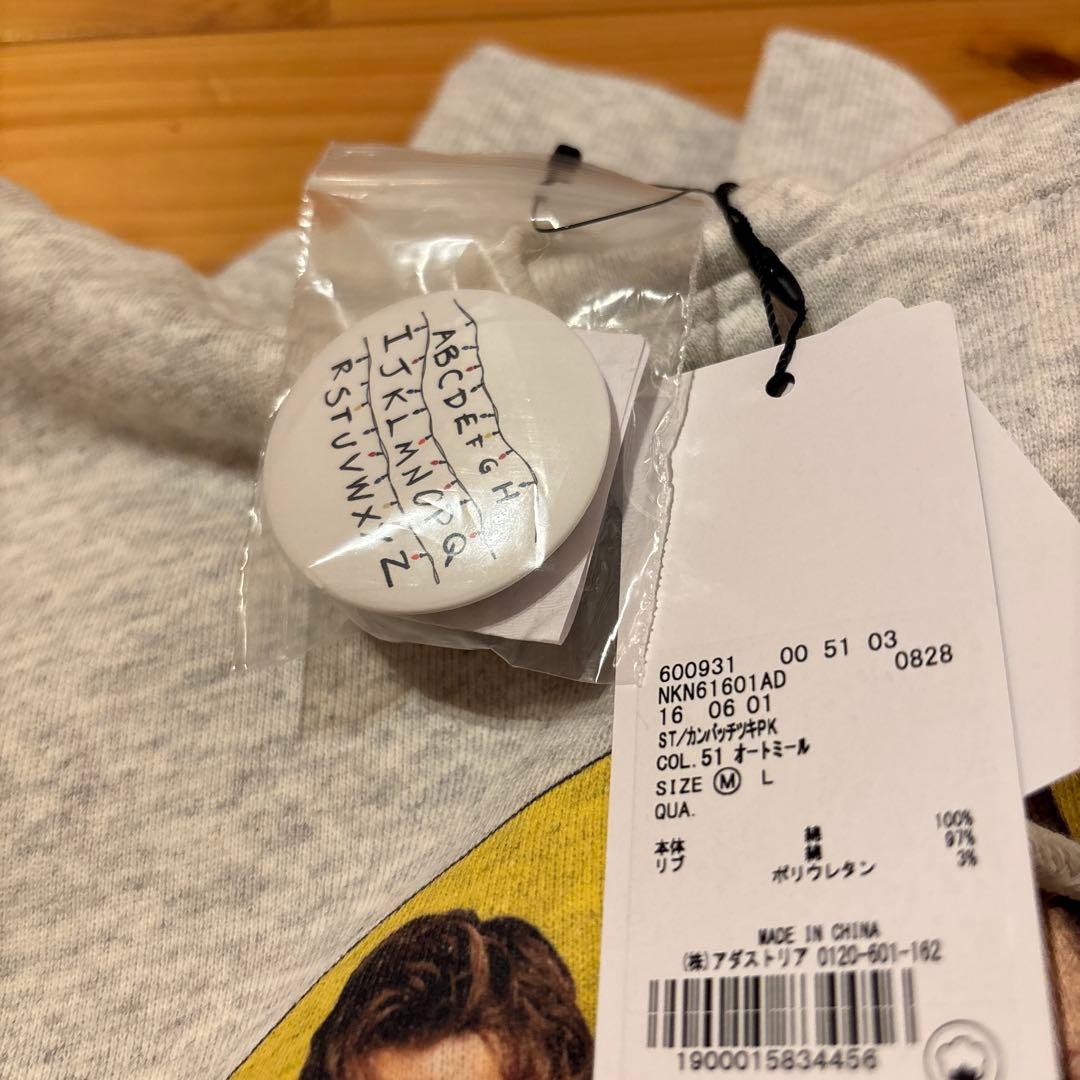 ABCDEFGH
IJKLMNOPQ
RSTUVWXYZ
600931 00 51 03
NKN61601AD 0828
16 06 01
ST/カンバッチツキPK
COL.51 オートミール
SIZE Ⓜ L
QUA.
本体 綿 100%
リブ 綿 97%
ポリウレタン 3%
MADE IN CHINA
(株)アダストリア 0120-601-162
1900015834456